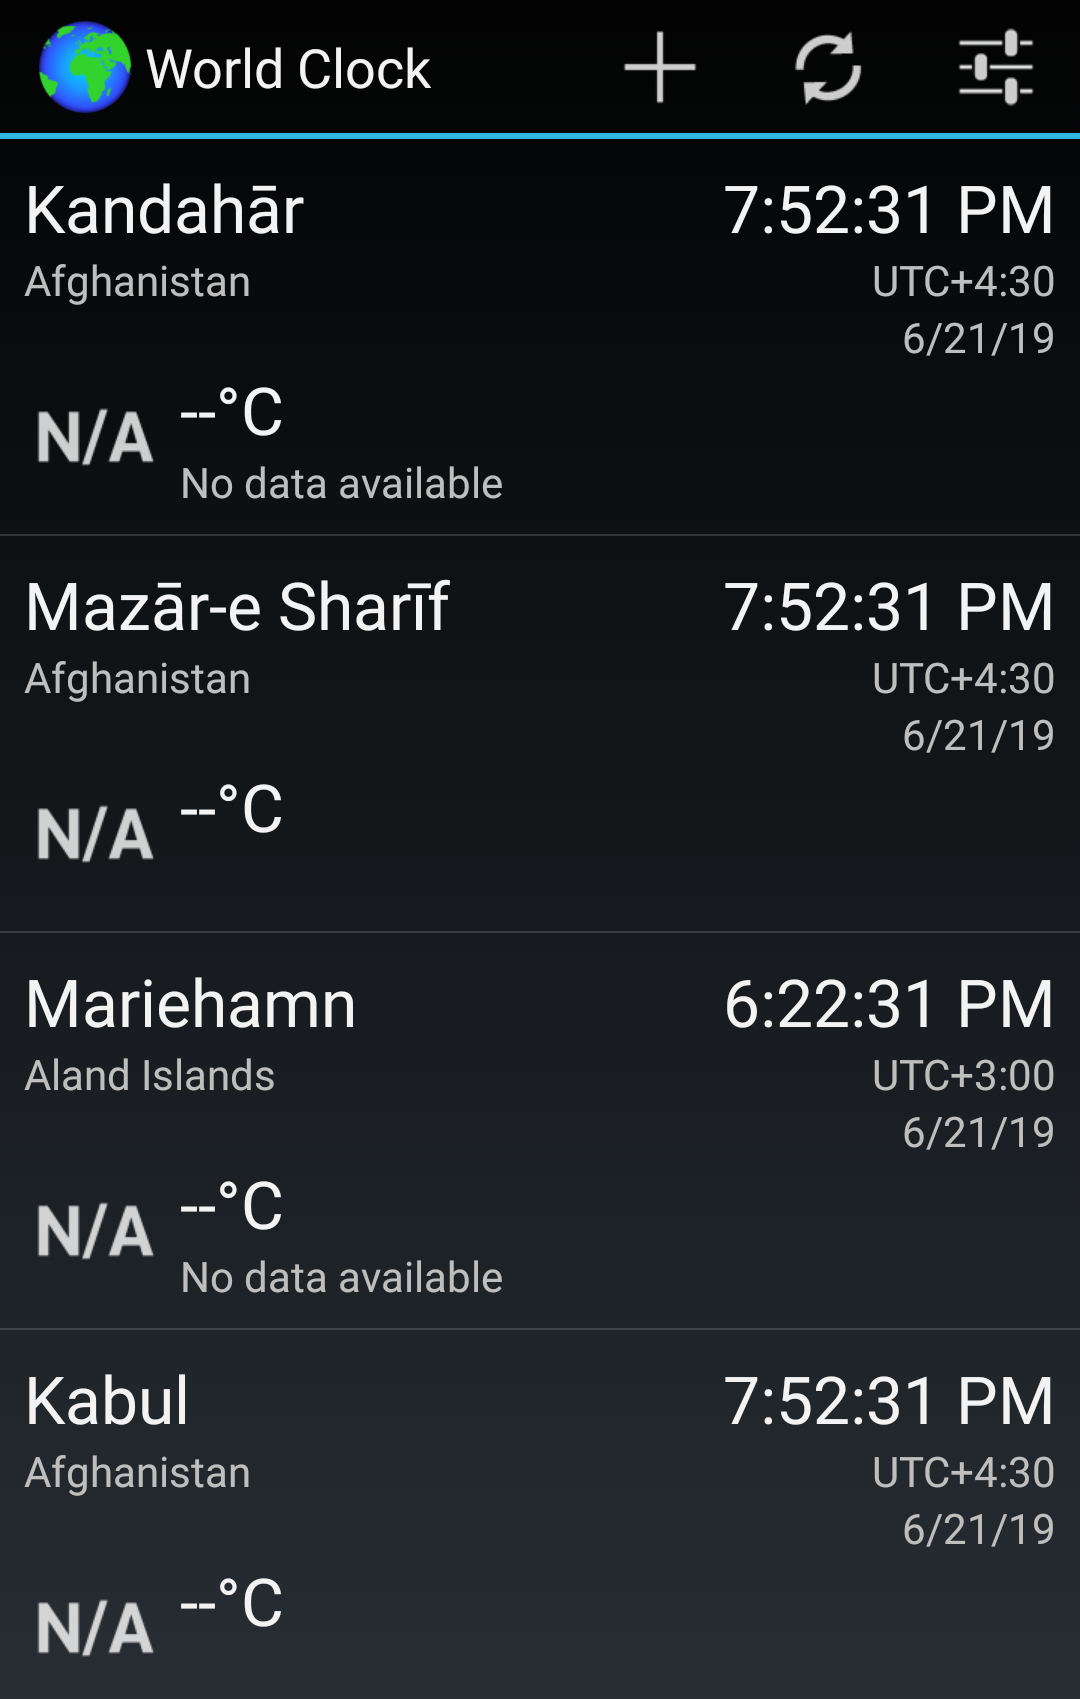 World Clock
Kandahār 7:52:31 PM
Afghanistan UTC+4:30
6/21/19
N/A --°C
No data available
Mazār-e Sharīf 7:52:31 PM
Afghanistan UTC+4:30
6/21/19
N/A --°C
Mariehamn 6:22:31 PM
Aland Islands UTC+3:00
6/21/19
N/A --°C
No data available
Kabul 7:52:31 PM
Afghanistan UTC+4:30
6/21/19
N/A --°C